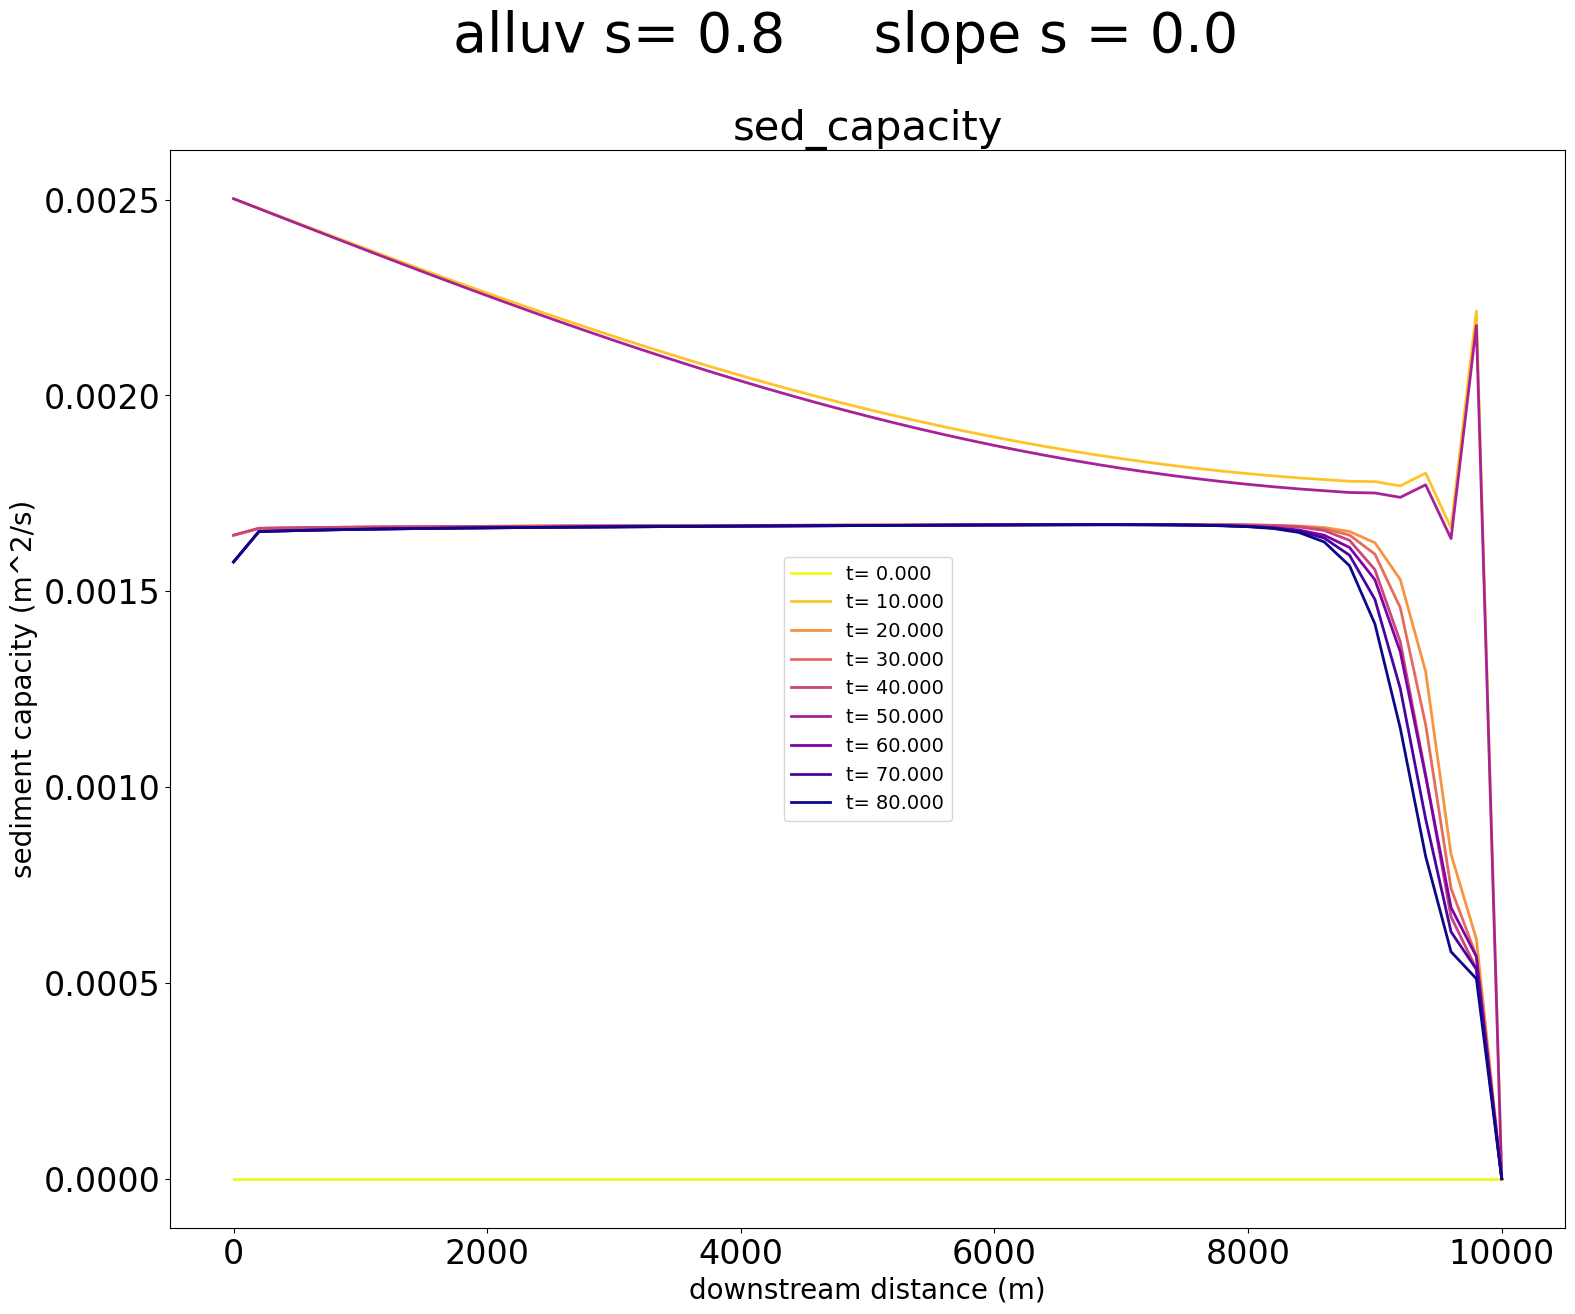 alluv s= 0.8 slope s = 0.0
sed_capacity
sediment capacity (m^2/s)
0.0025
0.0020
0.0015
0.0010
0.0005
0.0000
t= 0.000
t= 10.000
t= 20.000
t= 30.000
t= 40.000
t= 50.000
t= 60.000
t= 70.000
t= 80.000
0 2000 4000 6000 8000 10000
downstream distance (m)